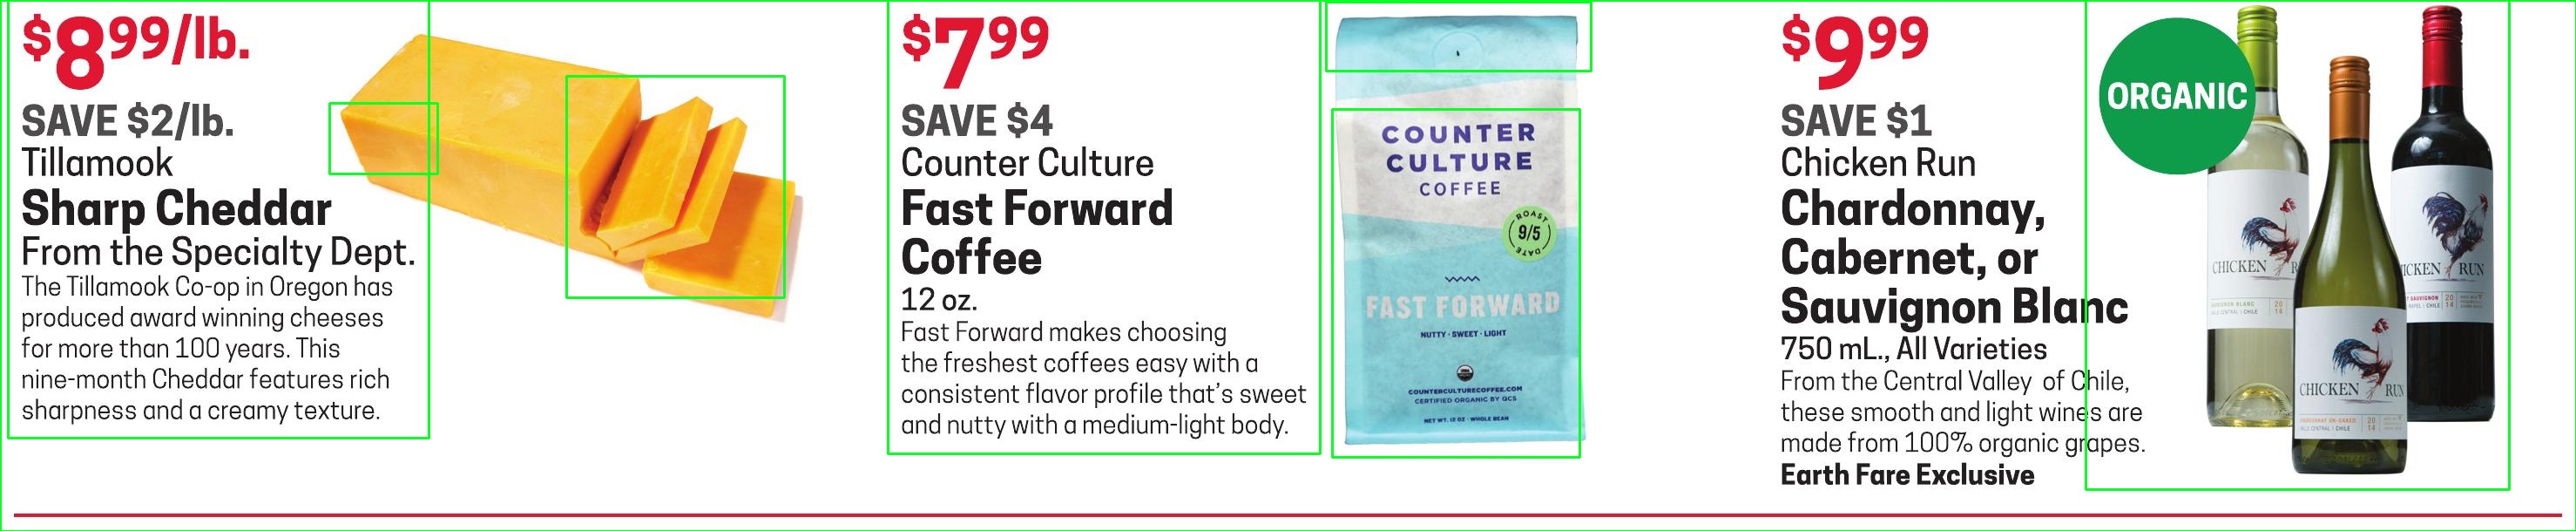 $8.99/lb.
SAVE $2/lb.
Tillamook
Sharp Cheddar
From the Specialty Dept.
The Tillamook Co-op in Oregon has
produced award winning cheeses
for more than 100 years. This
nine-month Cheddar features rich
sharpness and a creamy texture.
$7.99
SAVE $4
Counter Culture
Fast Forward
Coffee
12 oz.
Fast Forward makes choosing
the freshest coffees easy with a
consistent flavor profile that's sweet
and nutty with a medium-light body.
COUNTER
CULTURE
COFFEE
ROAST
9/5
DATE
FAST FORWARD
NUTTY · SWEET · LIGHT
COUNTERCULTURECOFFEE.COM
CERTIFIED ORGANIC BY QCS
NET WT. 12 OZ · WHOLE BEAN
$9.99
SAVE $1
Chicken Run
Chardonnay,
Cabernet, or
Sauvignon Blanc
750 mL., All Varieties
From the Central Valley of Chile,
these smooth and light wines are
made from 100% organic grapes.
Earth Fare Exclusive
ORGANIC
CHICKEN R
ICKEN RUN
CHICKEN RUN